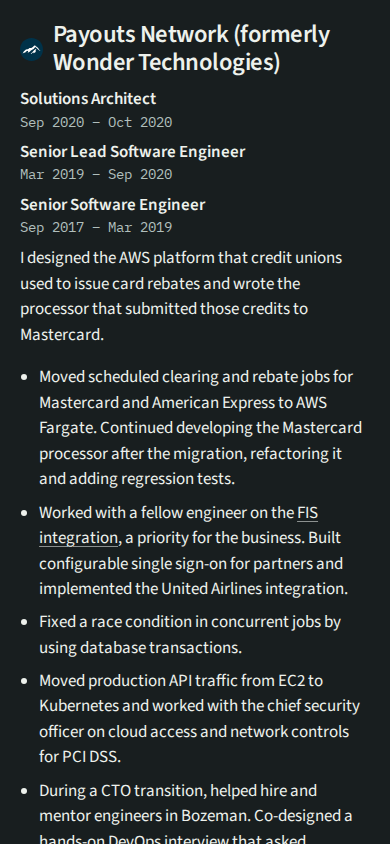 Payouts Network (formerly
Wonder Technologies)
Solutions Architect
Sep 2020 – Oct 2020
Senior Lead Software Engineer
Mar 2019 – Sep 2020
Senior Software Engineer
Sep 2017 – Mar 2019
I designed the AWS platform that credit unions
used to issue card rebates and wrote the
processor that submitted those credits to
Mastercard.
• Moved scheduled clearing and rebate jobs for
Mastercard and American Express to AWS
Fargate. Continued developing the Mastercard
processor after the migration, refactoring it
and adding regression tests.
• Worked with a fellow engineer on the FIS
integration, a priority for the business. Built
configurable single sign-on for partners and
implemented the United Airlines integration.
• Fixed a race condition in concurrent jobs by
using database transactions.
• Moved production API traffic from EC2 to
Kubernetes and worked with the chief security
officer on cloud access and network controls
for PCI DSS.
• During a CTO transition, helped hire and
mentor engineers in Bozeman. Co-designed a
hands-on DevOps interview that asked